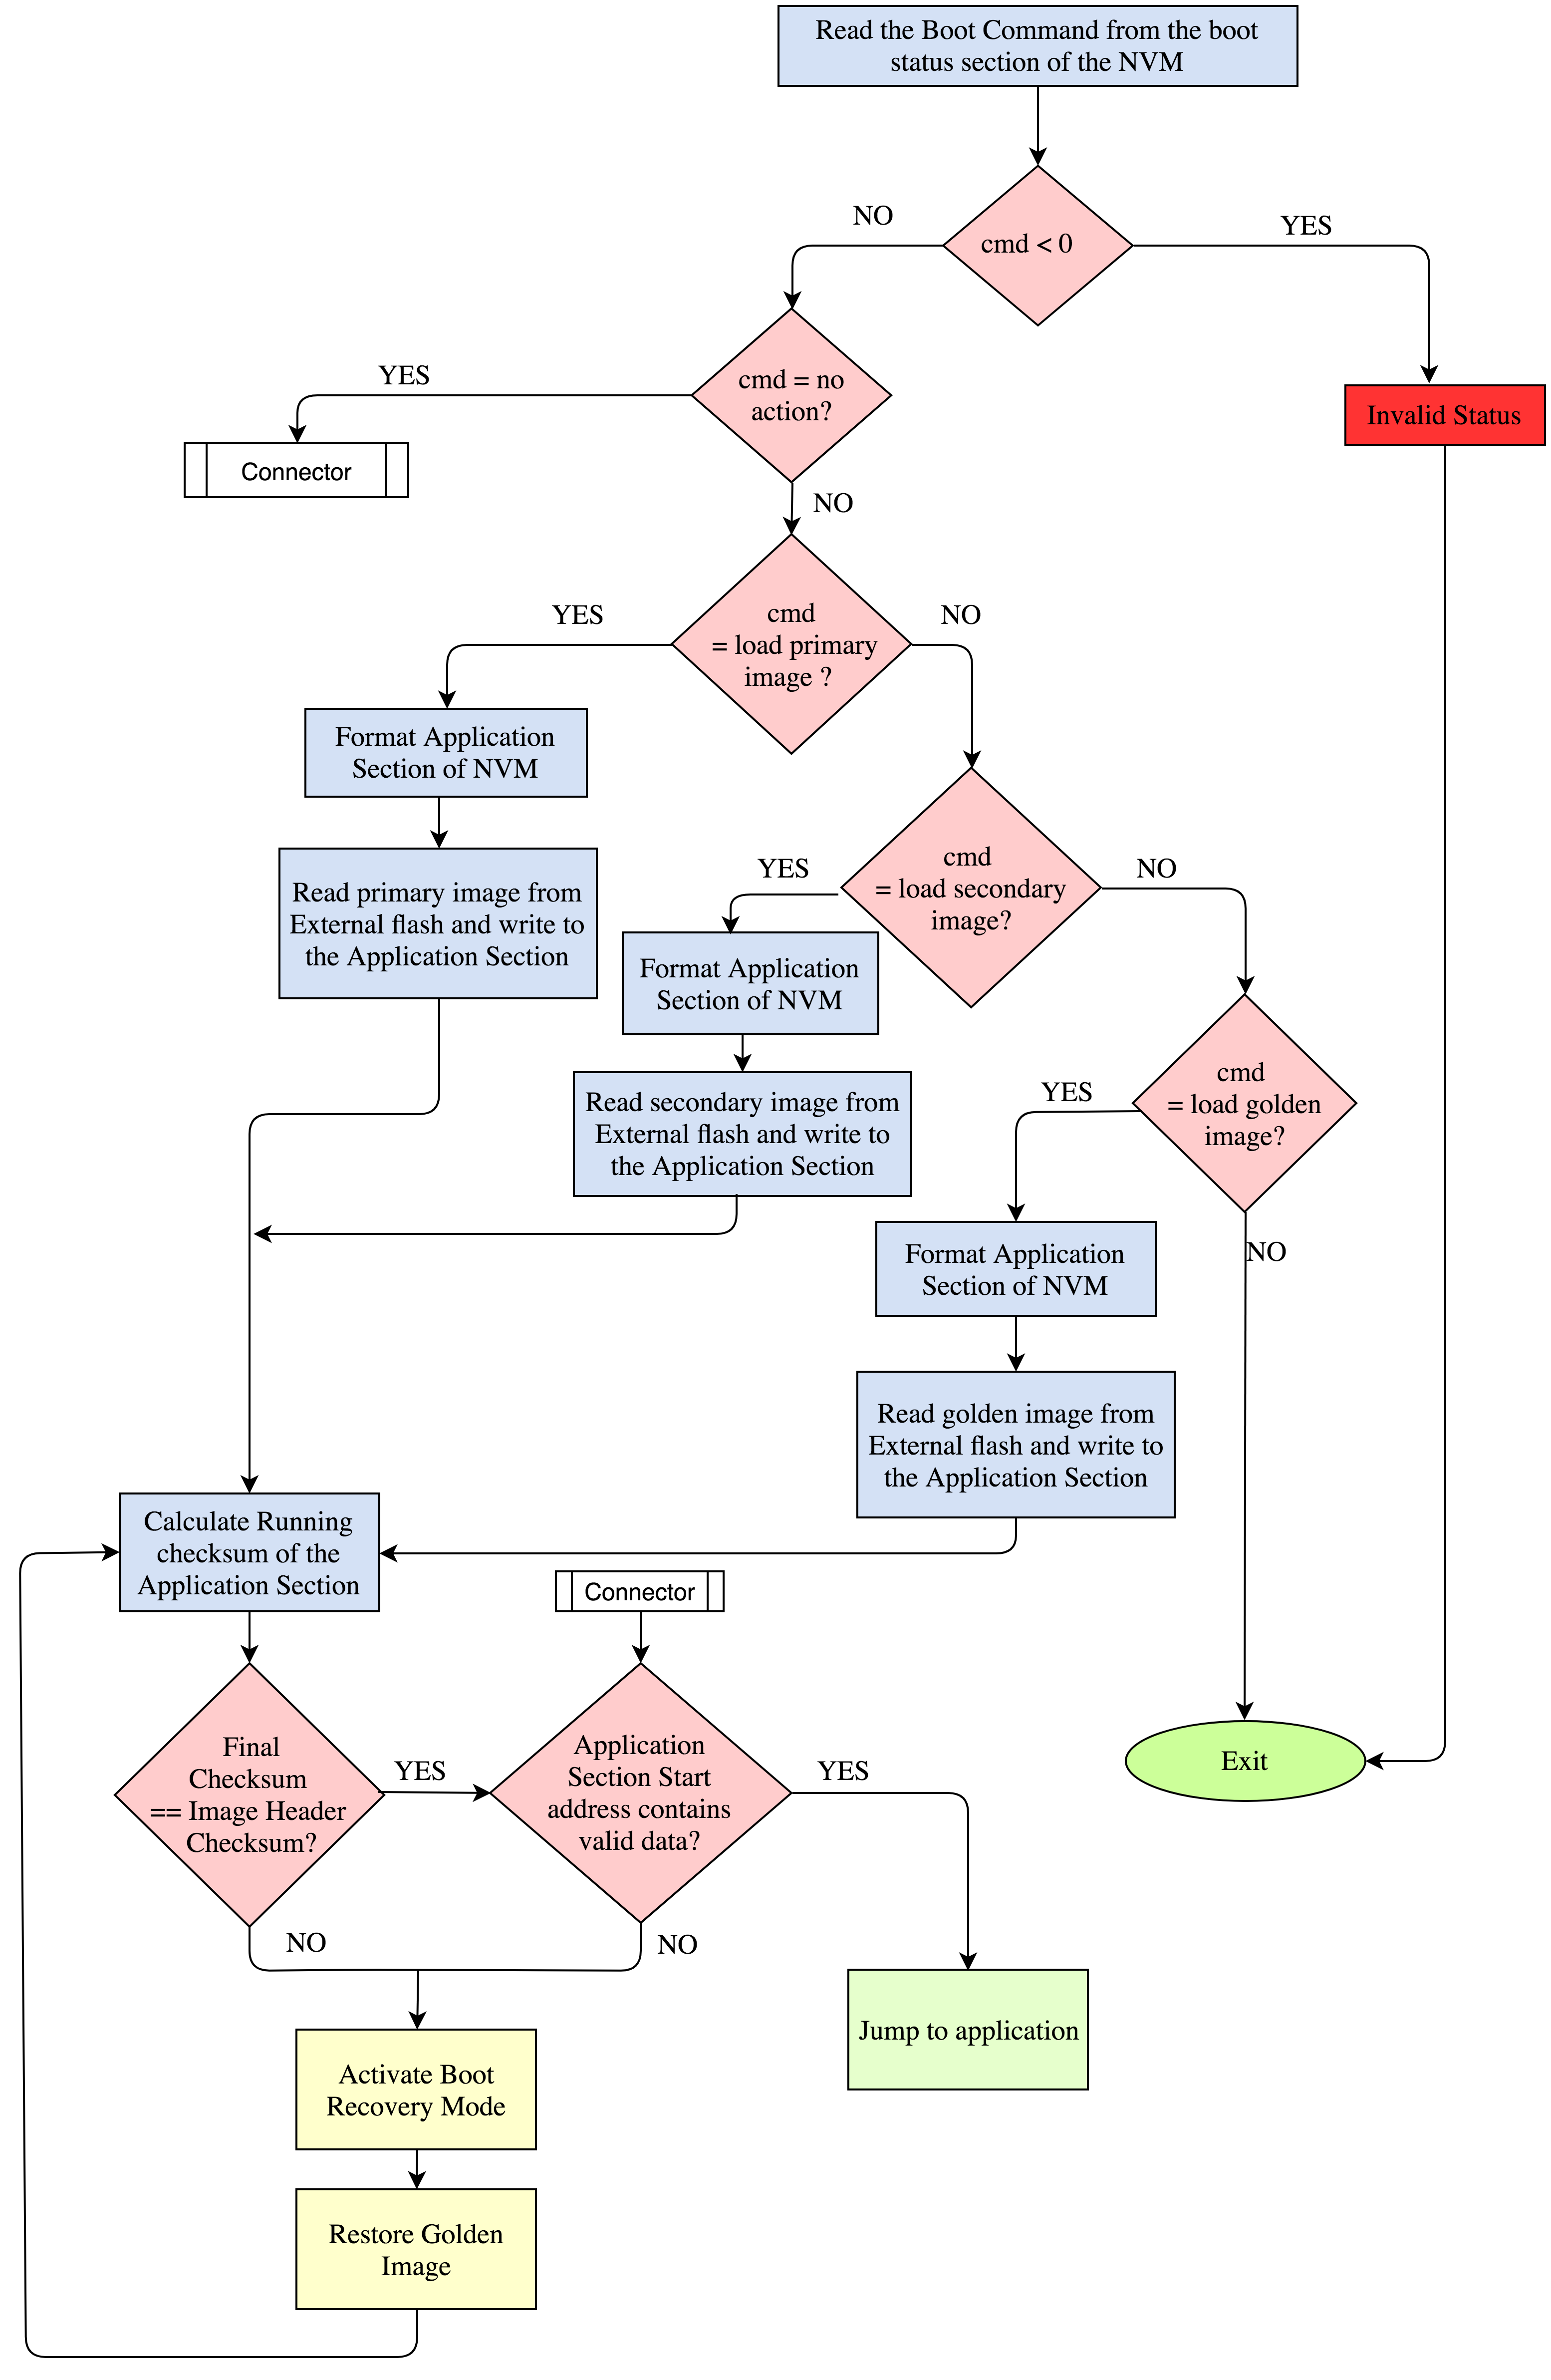 Read the Boot Command from the boot
status section of the NVM
NO
YES
cmd < 0
YES
cmd = no
action?
Invalid Status
Connector
NO
YES
cmd
= load primary
image ?
NO
Format Application
Section of NVM
YES
cmd
= load secondary
image?
NO
Read primary image from
External flash and write to
the Application Section
Format Application
Section of NVM
YES
cmd
= load golden
image?
Read secondary image from
External flash and write to
the Application Section
NO
Format Application
Section of NVM
Read golden image from
External flash and write to
the Application Section
Calculate Running
checksum of the
Application Section
Connector
Final
Checksum
== Image Header
Checksum?
YES
Application
Section Start
address contains
valid data?
YES
Exit
NO
NO
Jump to application
Activate Boot
Recovery Mode
Restore Golden
Image